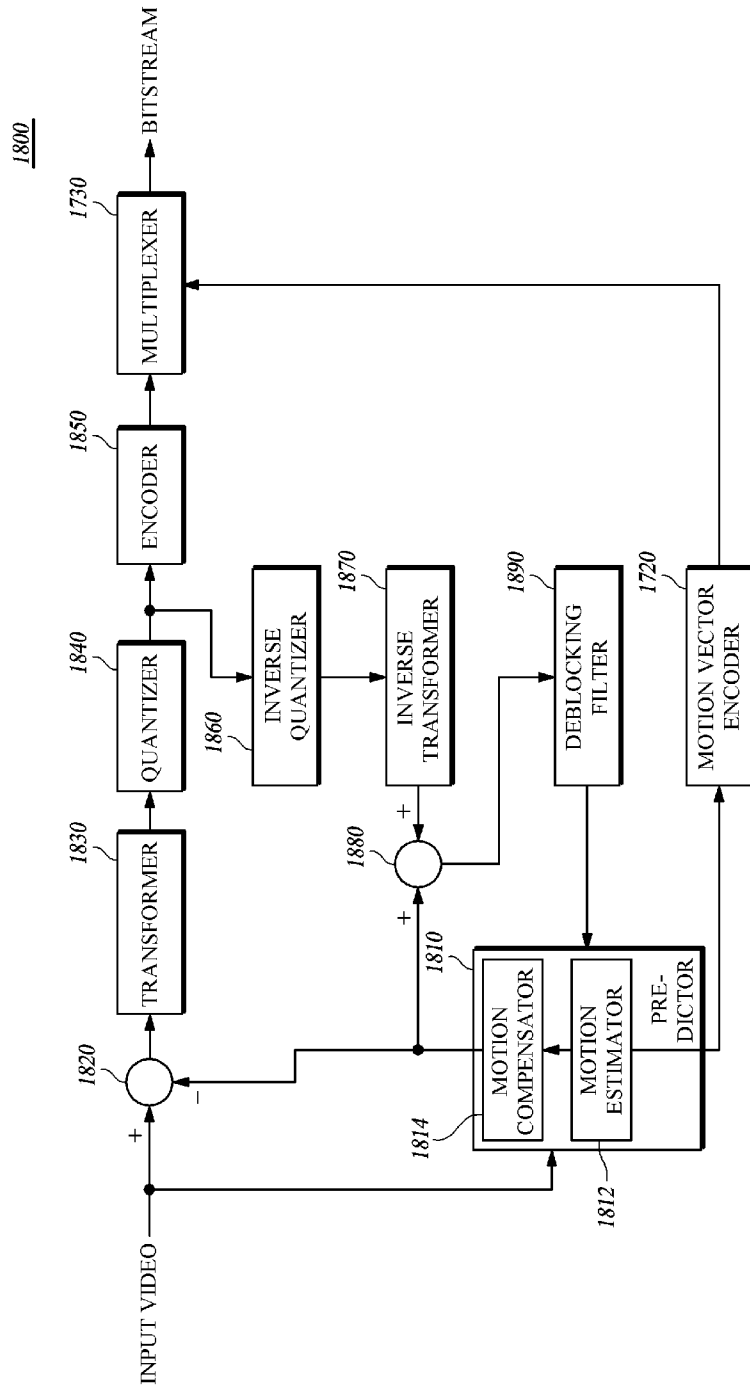 1800
INPUT VIDEO
1820
+
−
1830
TRANSFORMER
1840
QUANTIZER
1850
ENCODER
1730
MULTIPLEXER
BITSTREAM
1860
INVERSE
QUANTIZER
1870
INVERSE
TRANSFORMER
1880
+
+
1890
DEBLOCKING
FILTER
1810
1814
MOTION
COMPENSATOR
1812
MOTION
ESTIMATOR
PRE-
DICTOR
1720
MOTION VECTOR
ENCODER